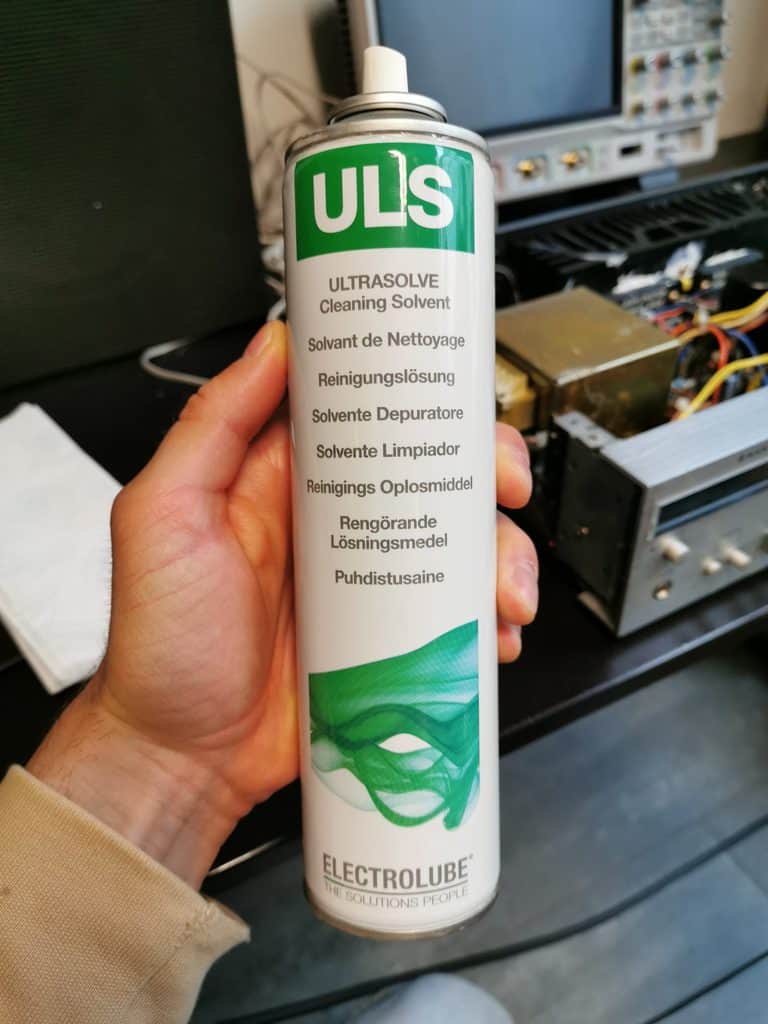 ULS
ULTRASOLVE
Cleaning Solvent
Solvant de Nettoyage
Reinigungslösung
Solvente Depuratore
Solvente Limpiador
Reinigings Oplosmiddel
Rengörande
Lösningsmedel
Puhdistusaine
ELECTROLUBE®
THE SOLUTIONS PEOPLE